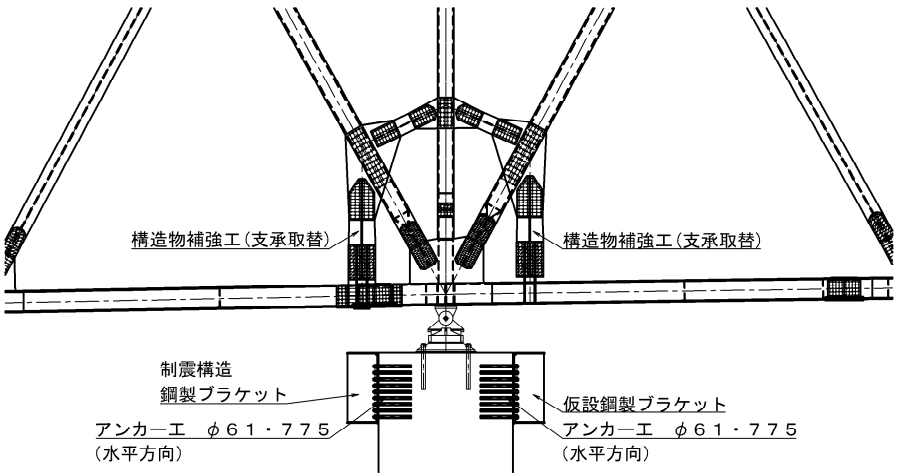 構造物補強工(支承取替)
構造物補強工(支承取替)
制震構造
鋼製ブラケット
アンカー工 φ61・775
(水平方向)
仮設鋼製ブラケット
アンカー工 φ61・775
(水平方向)